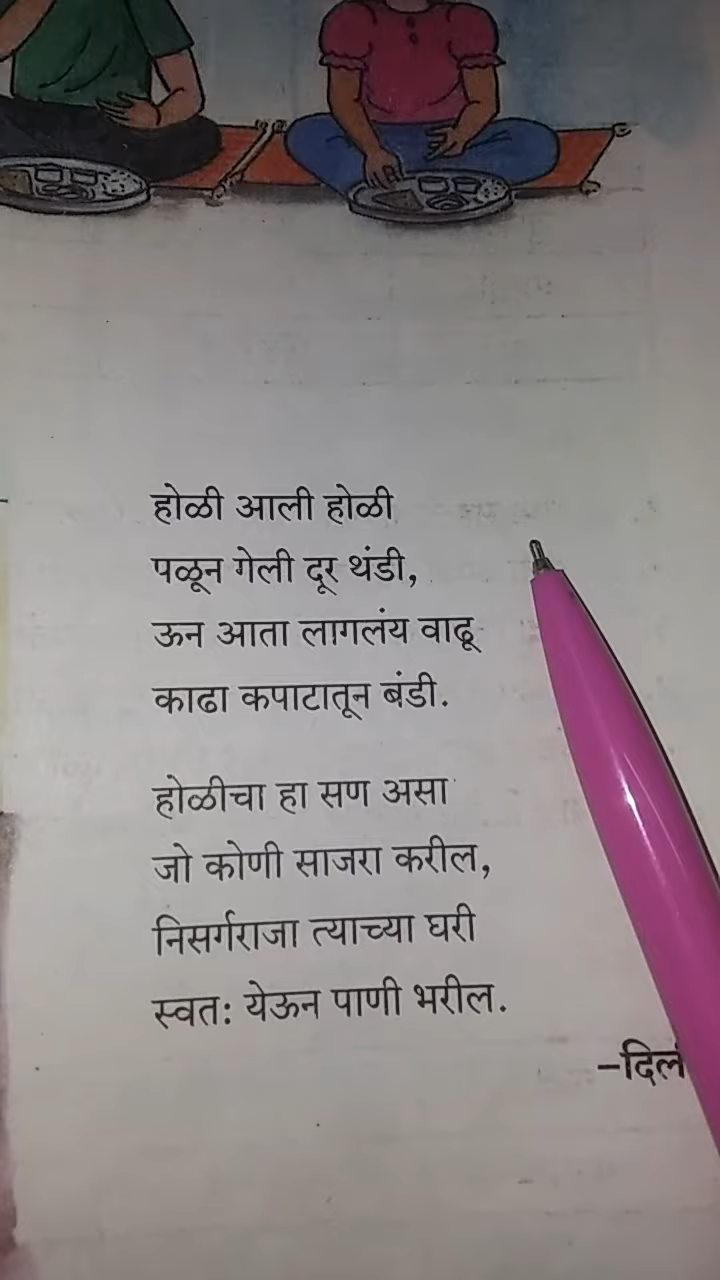 होळी आली होळी
पळून गेली दूर थंडी,
ऊन आता लागलंय वाढू
काढा कपाटातून बंडी.
होळीचा हा सण असा
जो कोणी साजरा करील,
निसर्गराजा त्याच्या घरी
स्वतः येऊन पाणी भरील.